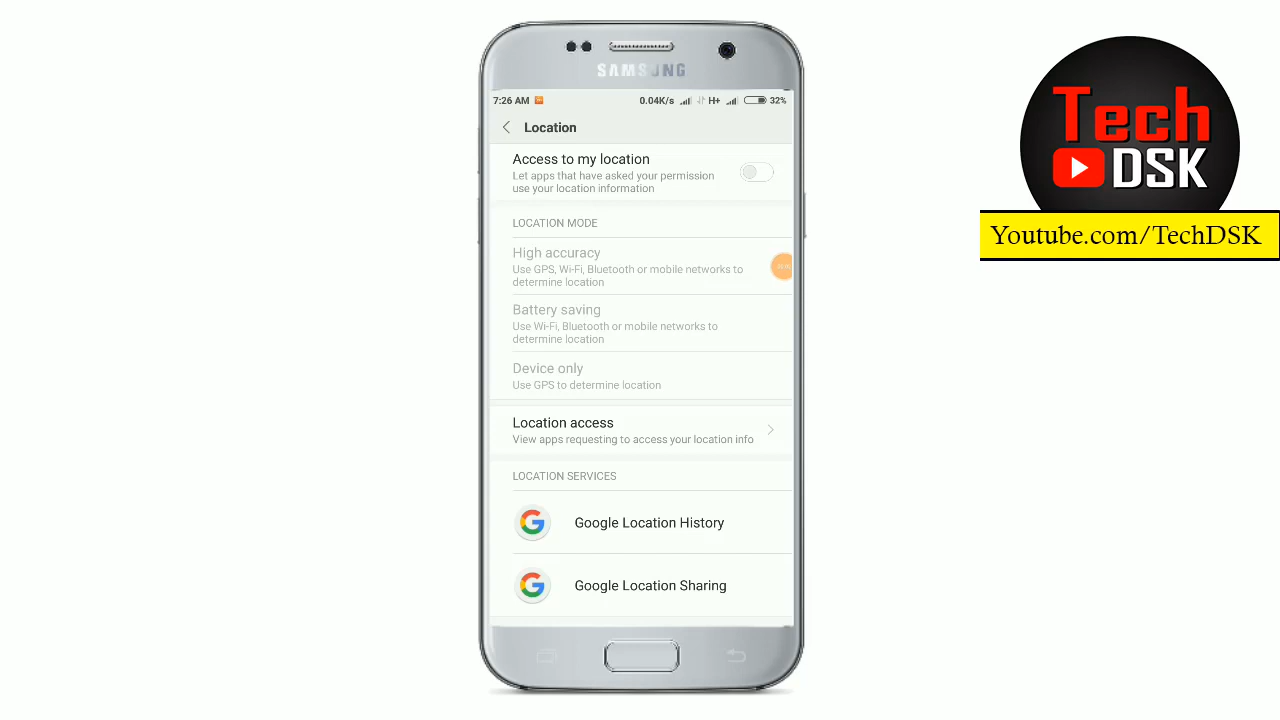 SAMSUNG
7:26 AM 0.04K/s H+ 32%
Location
Access to my location
Let apps that have asked your permission
use your location information
LOCATION MODE
High accuracy
Use GPS, Wi-Fi, Bluetooth or mobile networks to
determine location
Battery saving
Use Wi-Fi, Bluetooth or mobile networks to
determine location
Device only
Use GPS to determine location
Location access
View apps requesting to access your location info
LOCATION SERVICES
Google Location History
Google Location Sharing
Tech
DSK
Youtube.com/TechDSK